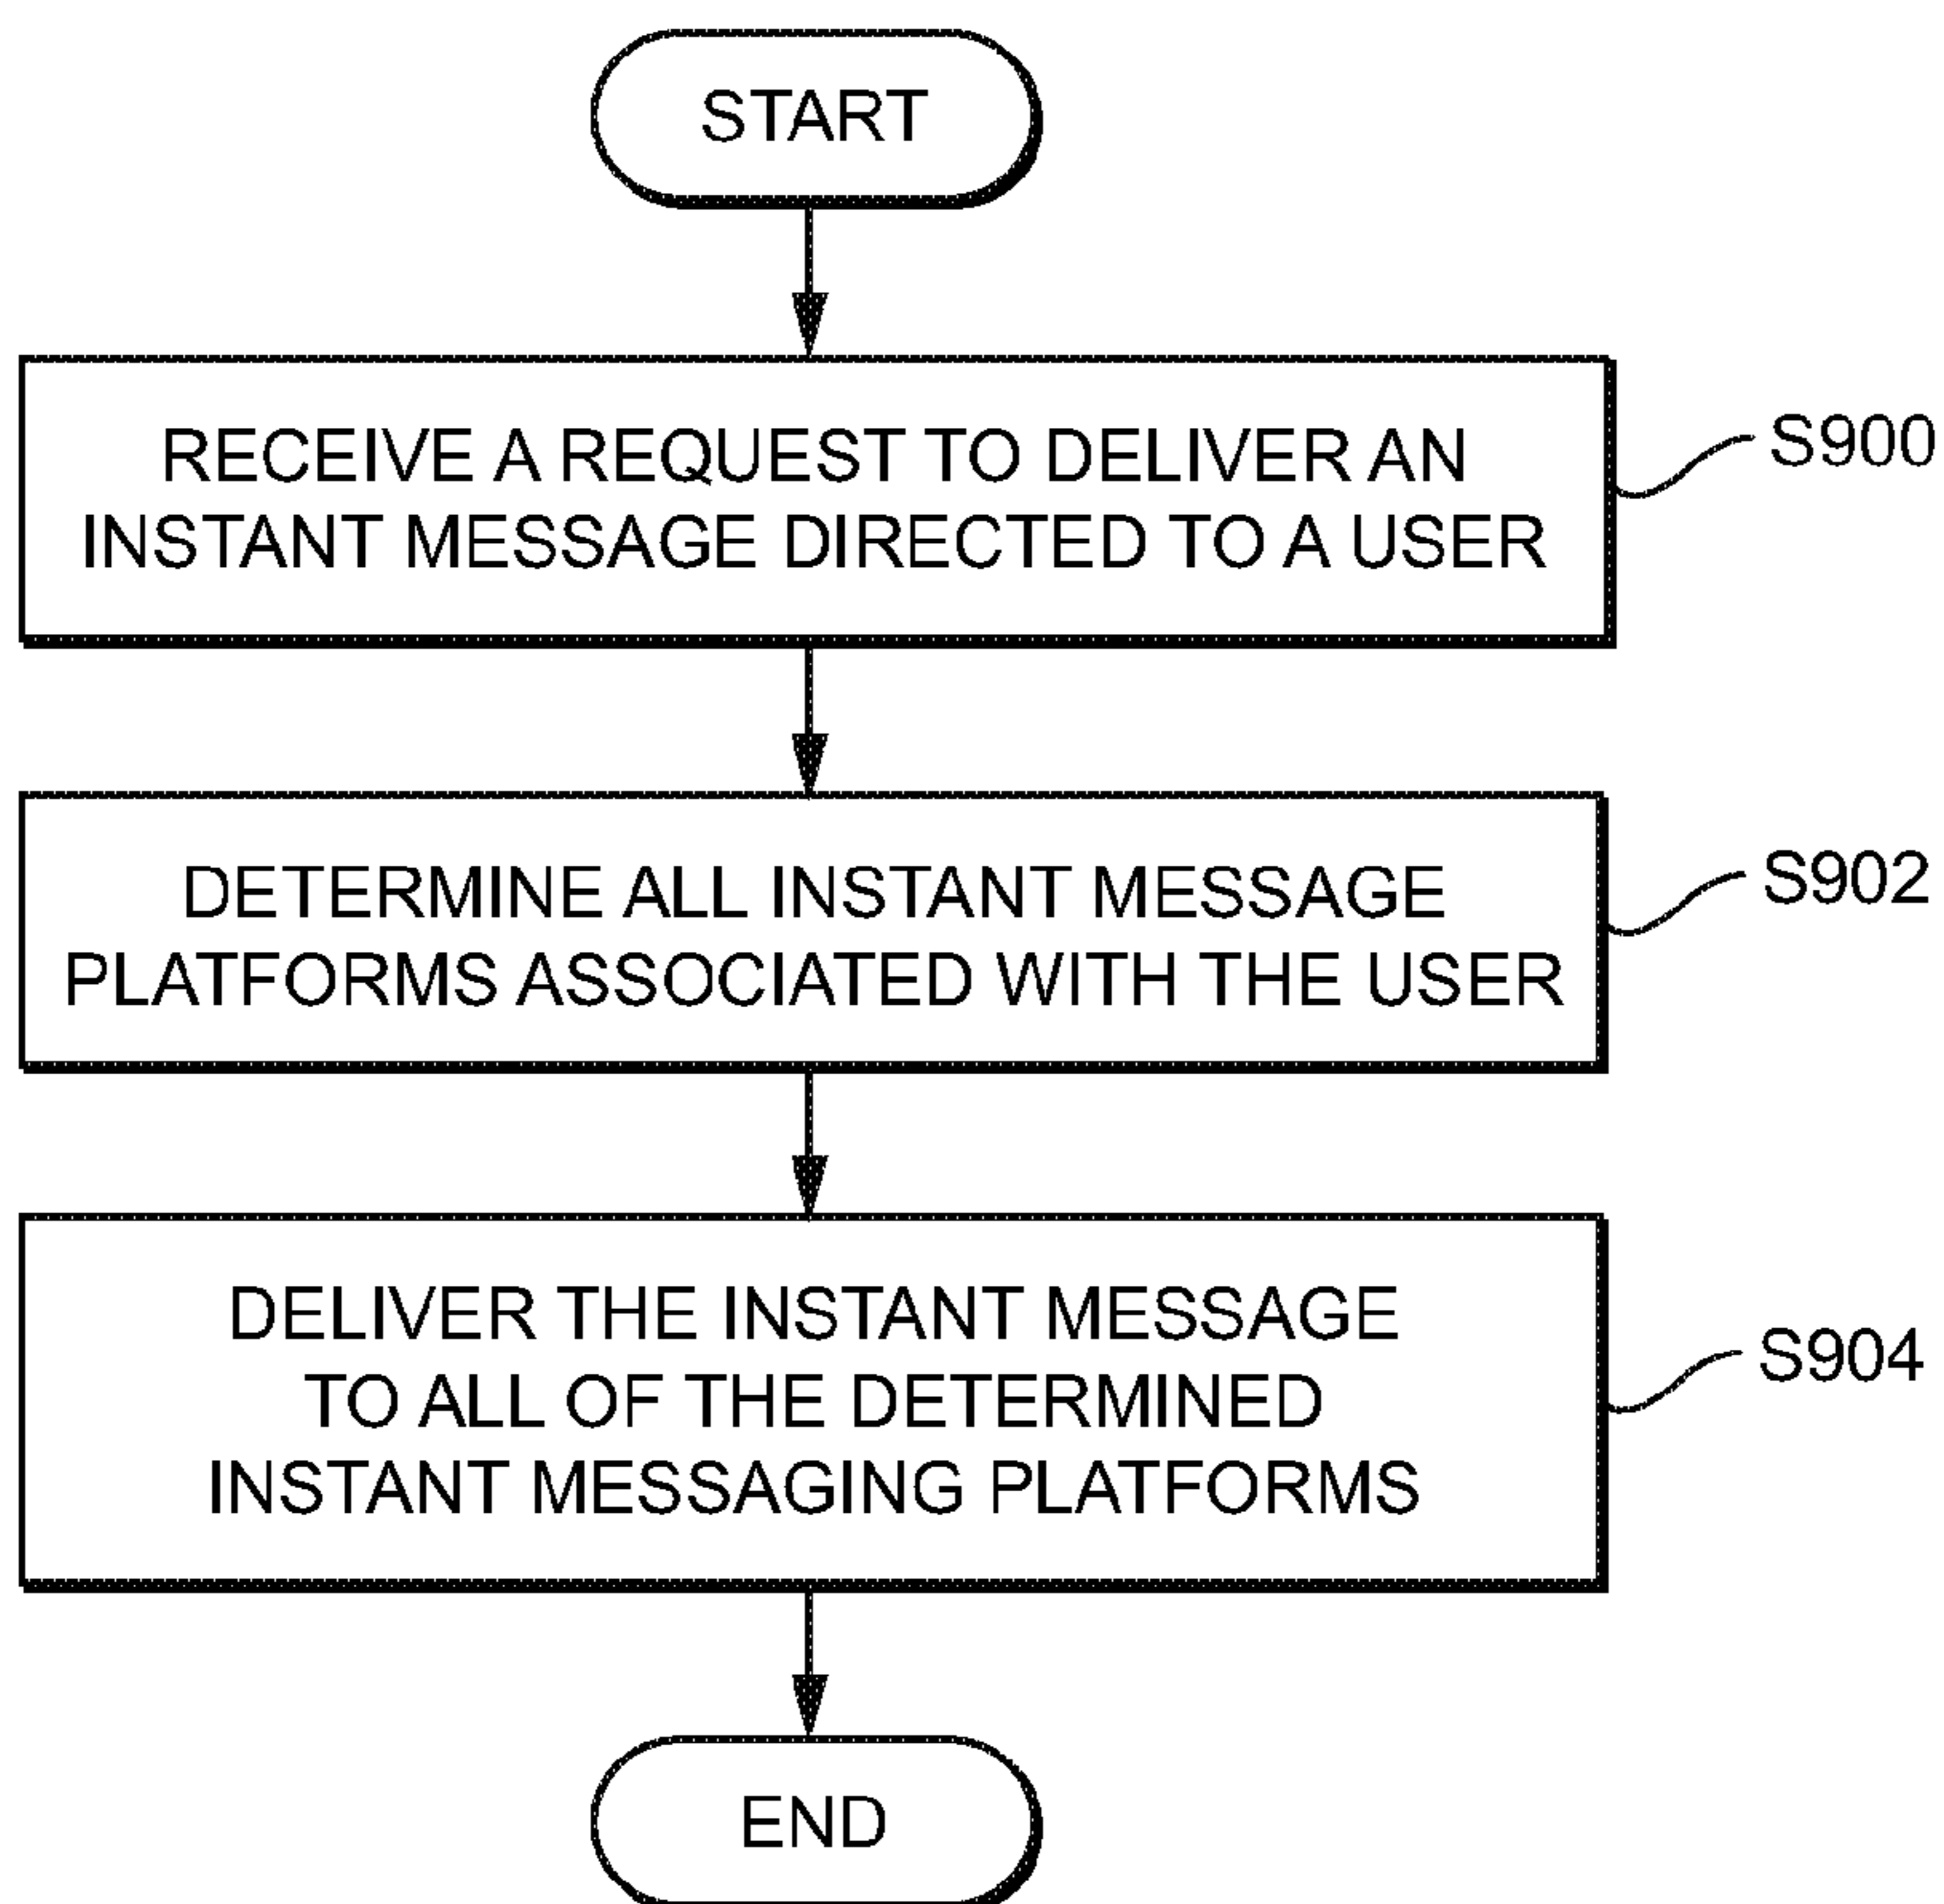 START
RECEIVE A REQUEST TO DELIVER AN
INSTANT MESSAGE DIRECTED TO A USER
S900
DETERMINE ALL INSTANT MESSAGE
PLATFORMS ASSOCIATED WITH THE USER
S902
DELIVER THE INSTANT MESSAGE
TO ALL OF THE DETERMINED
INSTANT MESSAGING PLATFORMS
S904
END